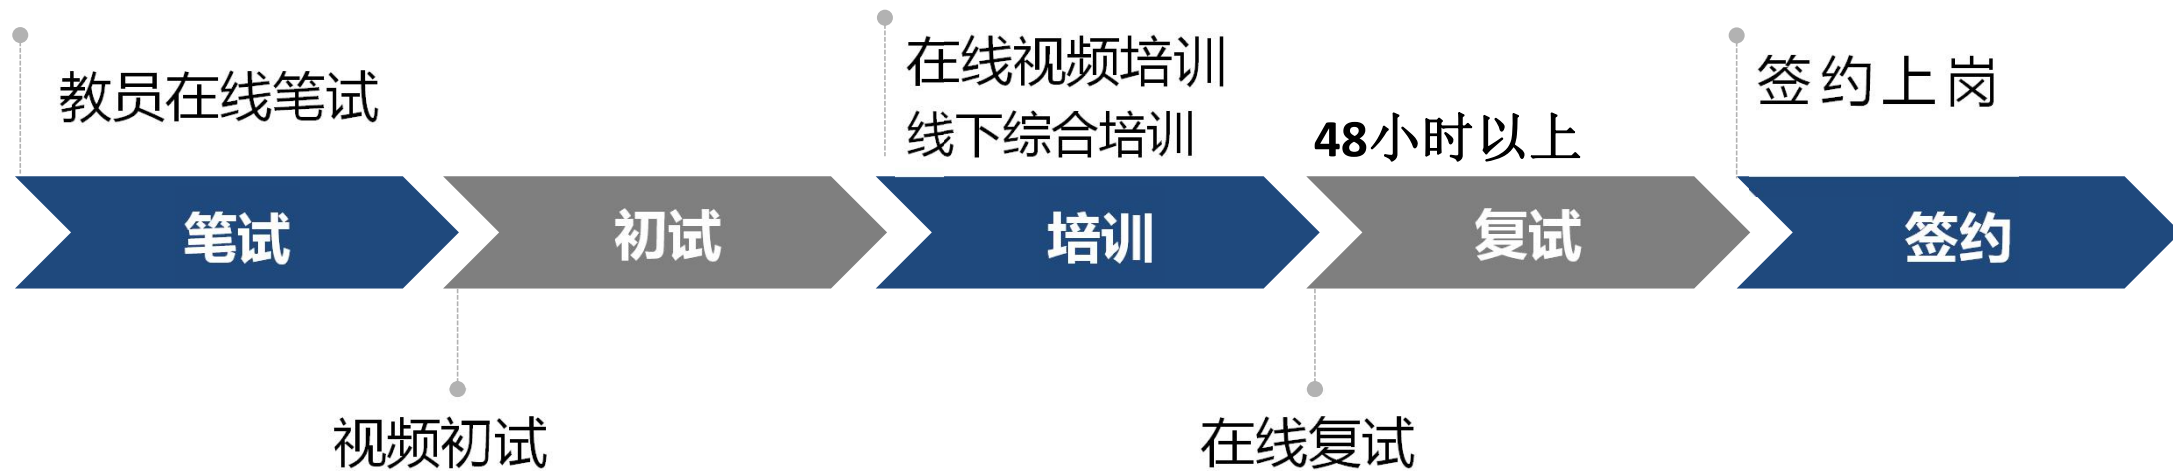 教员在线笔试
在线视频培训
线下综合培训
48小时以上
签约上岗
笔试
初试
培训
复试
签约
视频初试
在线复试